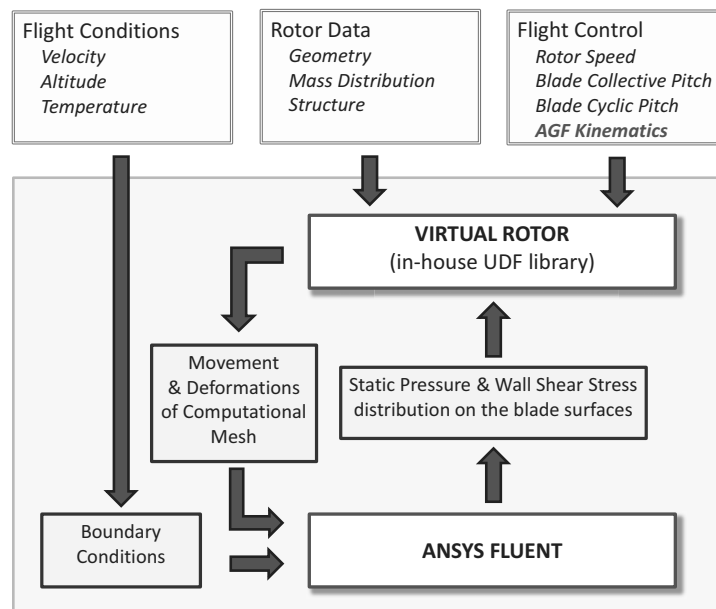 Flight Conditions
Velocity
Altitude
Temperature
Rotor Data
Geometry
Mass Distribution
Structure
Flight Control
Rotor Speed
Blade Collective Pitch
Blade Cyclic Pitch
AGF Kinematics
VIRTUAL ROTOR
(in-house UDF library)
Movement
& Deformations
of Computational
Mesh
Static Pressure & Wall Shear Stress
distribution on the blade surfaces
Boundary
Conditions
ANSYS FLUENT